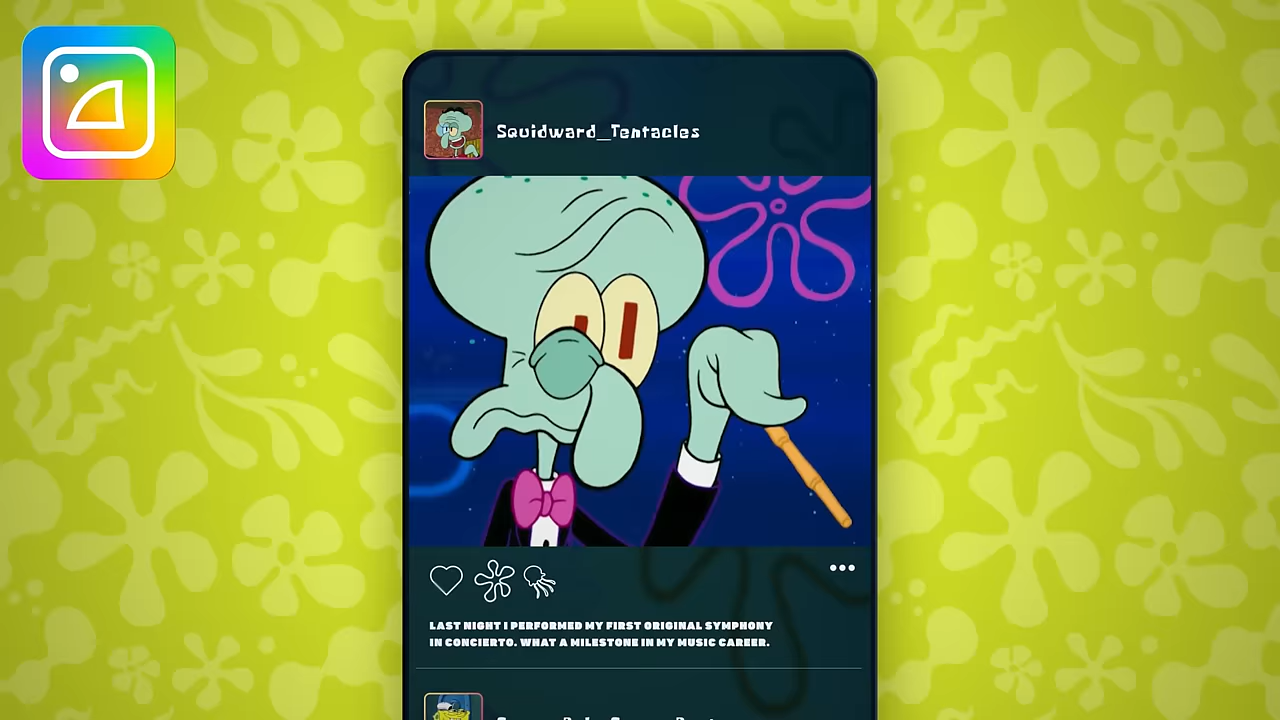 Squidward_Tentacles
LAST NIGHT I PERFORMED MY FIRST ORIGINAL SYMPHONY
IN CONCIERTO. WHAT A MILESTONE IN MY MUSIC CAREER.